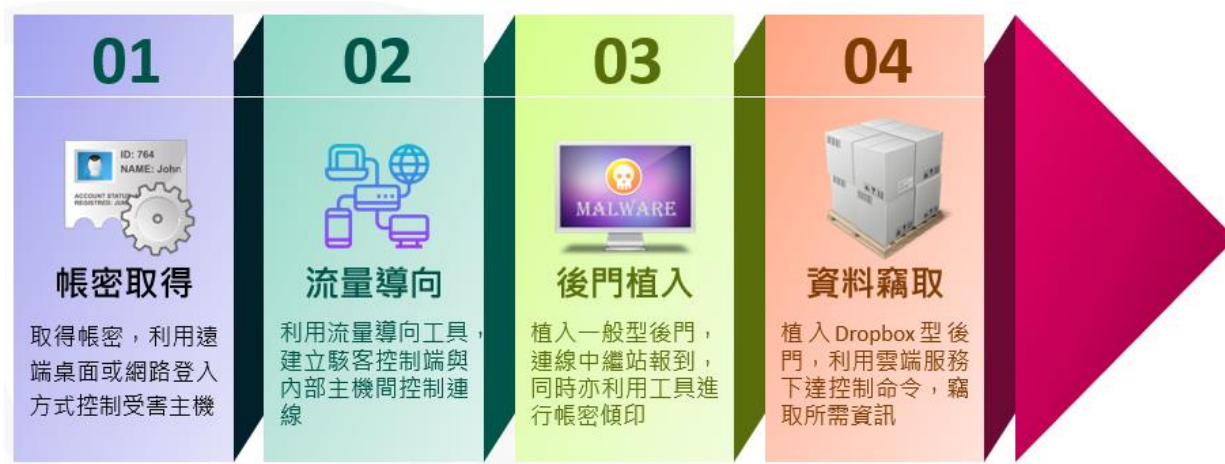 01
ID: 764
NAME: John
ACCOUNT STATU
REGISTRED: JUN
帳密取得
取得帳密，利用遠
端桌面或網路登入
方式控制受害主機
02
流量導向
利用流量導向工具，
建立駭客控制端與
內部主機間控制連
線
03
MALWARE
後門植入
植入一般型後門，
連線中繼站報到，
同時亦利用工具進
行帳密傾印
04
資料竊取
植入Dropbox型後
門，利用雲端服務
下達控制命令，竊
取所需資訊